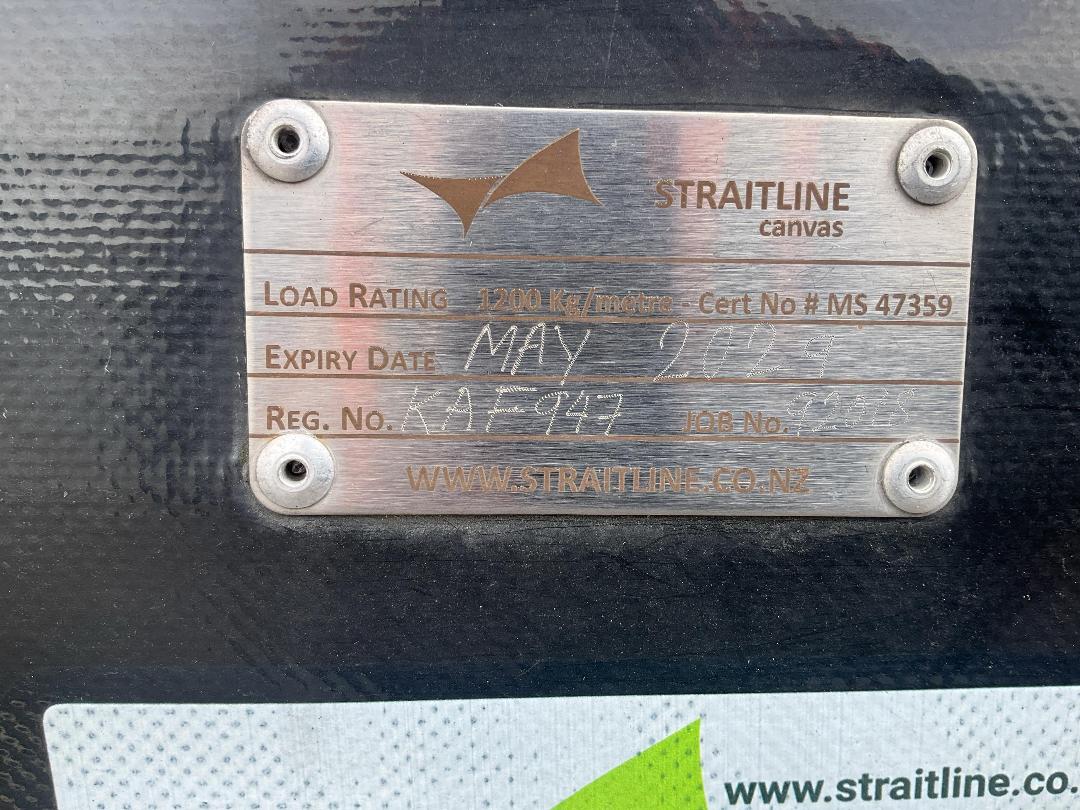 STRAITLINE
canvas
LOAD RATING 1200 Kg/metre - Cert No # MS 47359
EXPIRY DATE MAY 2029
REG. NO. KAF947 JOB NO.
WWW.STRAITLINE.CO.NZ
www.straitline.co.